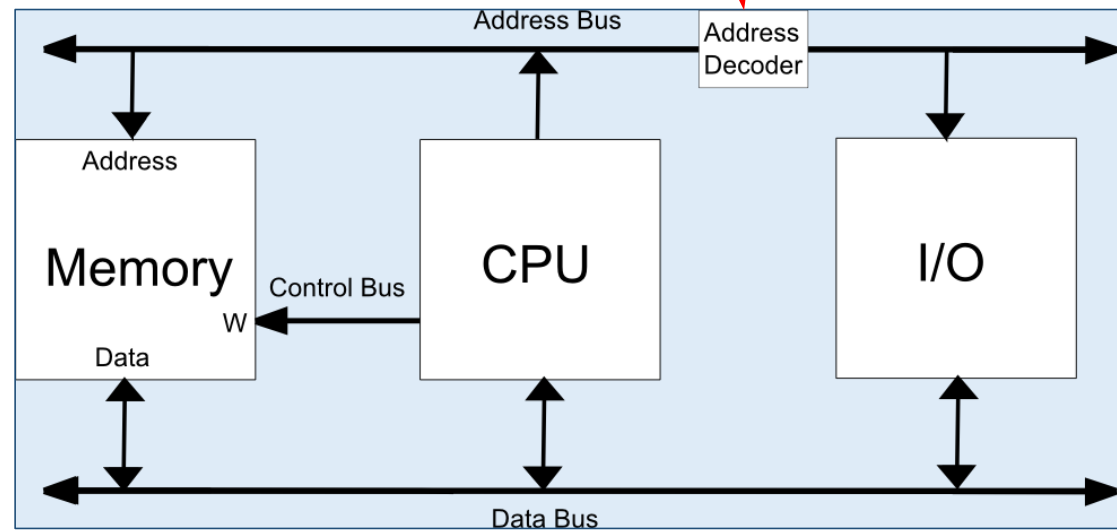 Address Bus
Address
Decoder
Address
Memory
CPU
I/O
Control Bus
W
Data
Data Bus